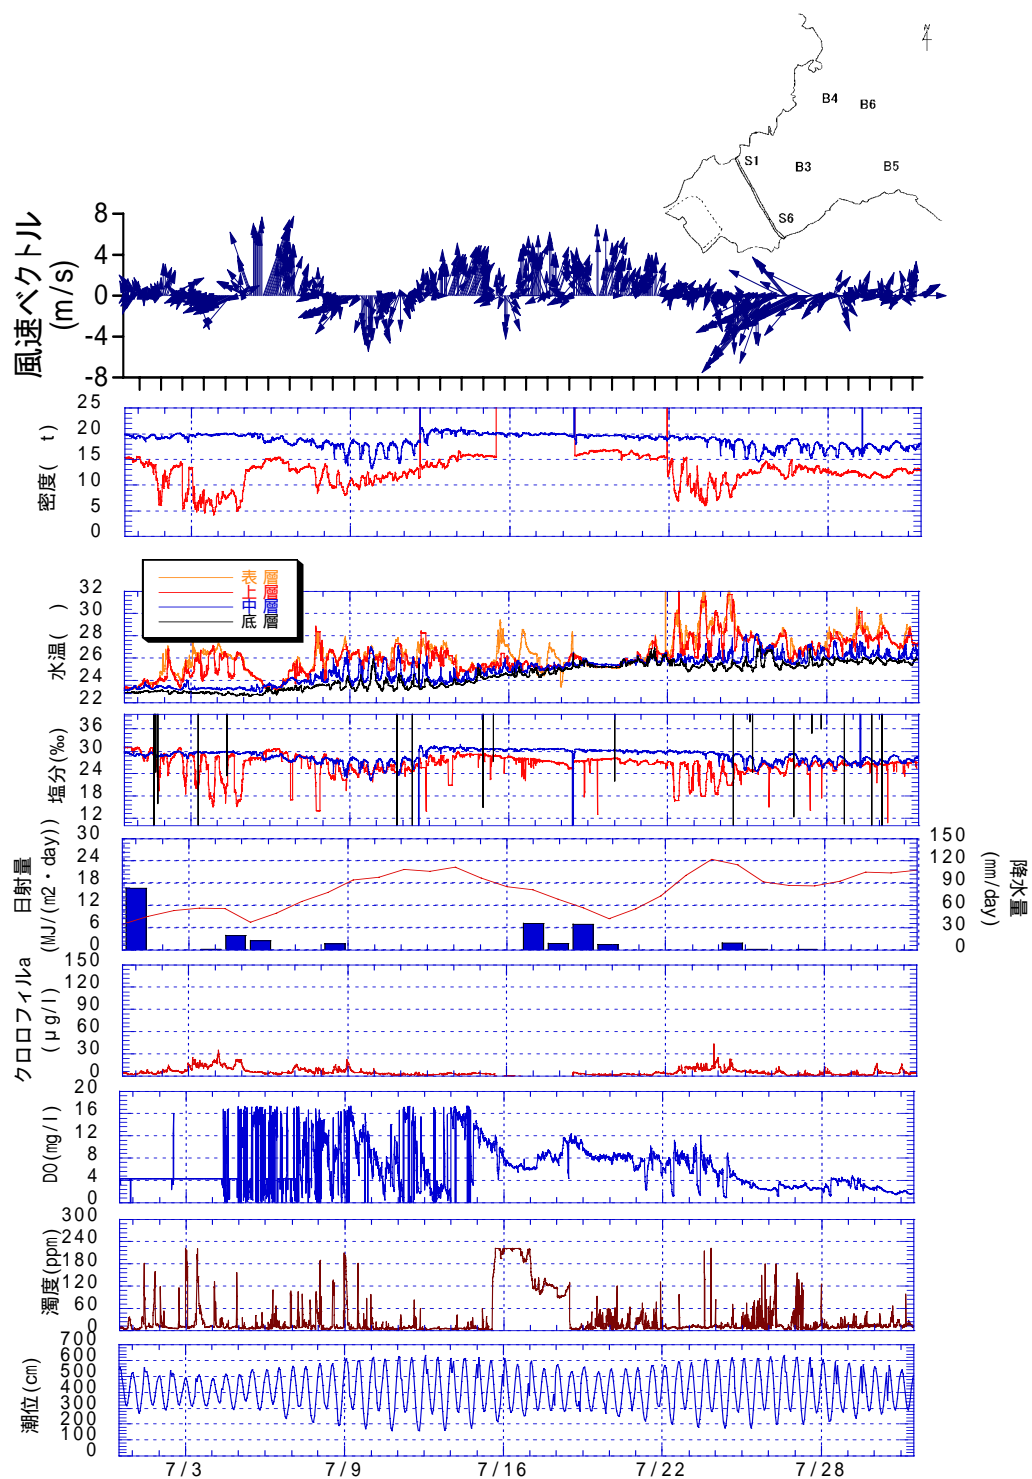 N
B4
B6
S1
B3
B5
S6
風速ベクトル
(m/s)
8
4
0
-4
-8
密度( t)
25
20
15
10
5
0
表 層
上 層
中 層
底 層
水温( )
32
30
28
26
24
22
塩分(‰)
36
30
24
18
12
日射量
(MJ/(m2・day))
30
24
18
12
6
0
150
120
90
60
30
0
降水量
(mm/day)
クロロフィルa
(μg/l)
150
120
90
60
30
0
DO(mg/l)
20
16
12
8
4
0
濁度(ppm)
300
240
180
120
60
0
潮位(cm)
700
600
500
400
300
200
100
0
7/3
7/9
7/16
7/22
7/28